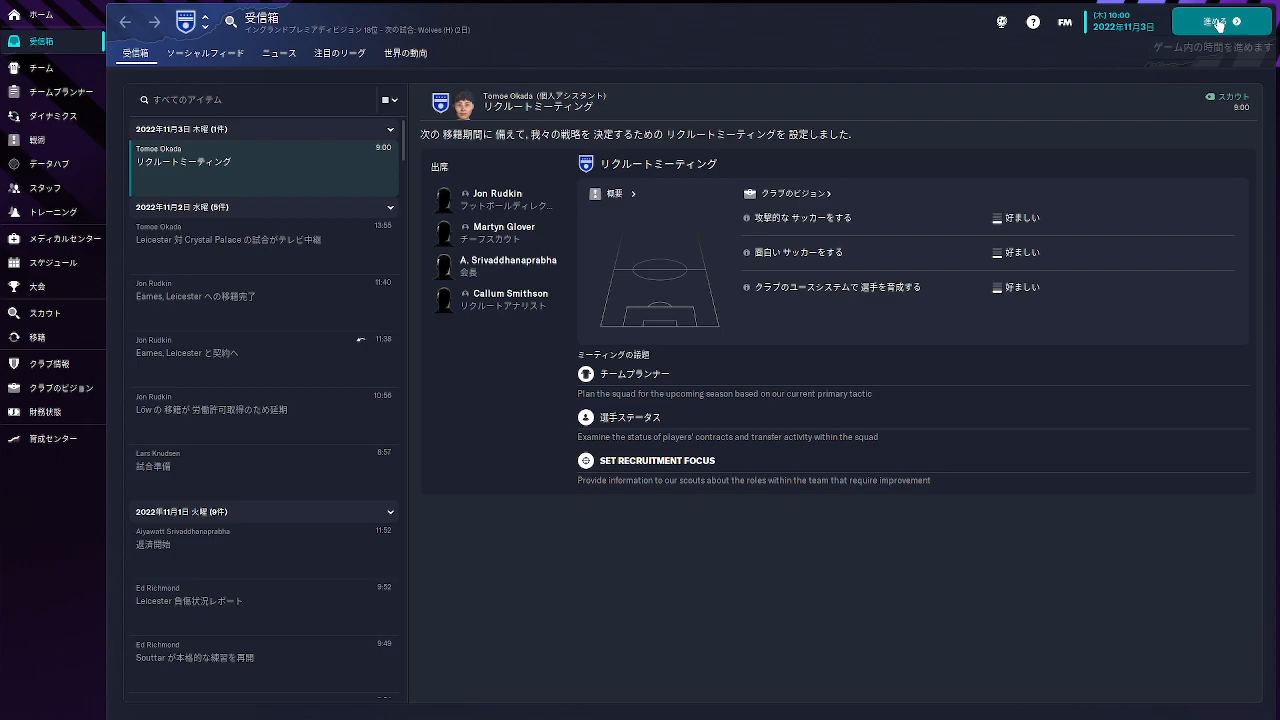 ホーム
受信箱
チーム
チームプランナー
ダイナミクス
戦術
データハブ
スタッフ
トレーニング
メディカルセンター
スケジュール
大会
スカウト
移籍
クラブ情報
クラブのビジョン
財務状態
育成センター
受信箱
イングランドプレミアディビジョン 18位 - 次の試合: Wolves (H) (2日)
FM
(木) 10:00
2022年11月3日
進める
ゲーム内の時間を進めます
受信箱 ソーシャルフィード ニュース 注目のリーグ 世界の動向
すべてのアイテム
2022年11月3日 木曜 (1件)
Tomoe Okada 9:00
リクルートミーティング
2022年11月2日 水曜 (5件)
Tomoe Okada 13:55
Leicester 対 Crystal Palace の試合がテレビ中継
Jon Rudkin 11:40
Eames, Leicester への移籍完了
Jon Rudkin 11:38
Eames, Leicester と契約へ
Jon Rudkin 10:56
Löw の 移籍が 労働許可取得のため延期
Lars Knudsen 8:57
試合準備
2022年11月1日 火曜 (9件)
Aiyawatt Srivaddhanaprabha 11:52
返済開始
Ed Richmond 9:52
Leicester 負傷状況レポート
Ed Richmond 9:49
Souttar が本格的な練習を再開
Tomoe Okada (個人アシスタント)
リクルートミーティング
スカウト
9:00
次の 移籍期間に 備えて, 我々の戦略を 決定するための リクルートミーティングを 設定しました.
出席
Jon Rudkin
フットボールディレク...
Martyn Glover
チーフスカウト
A. Srivaddhanaprabha
会長
Callum Smithson
リクルートアナリスト
リクルートミーティング
概要
クラブのビジョン
攻撃的な サッカーをする 好ましい
面白い サッカーをする 好ましい
クラブのユースシステムで 選手を育成する 好ましい
ミーティングの議題
チームプランナー
Plan the squad for the upcoming season based on our current primary tactic
選手ステータス
Examine the status of players' contracts and transfer activity within the squad
SET RECRUITMENT FOCUS
Provide information to our scouts about the roles within the team that require improvement